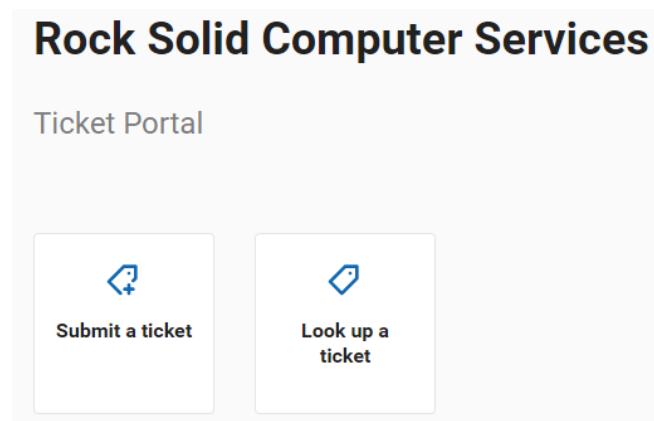 Rock Solid Computer Services
Ticket Portal
Submit a ticket
Look up a
ticket